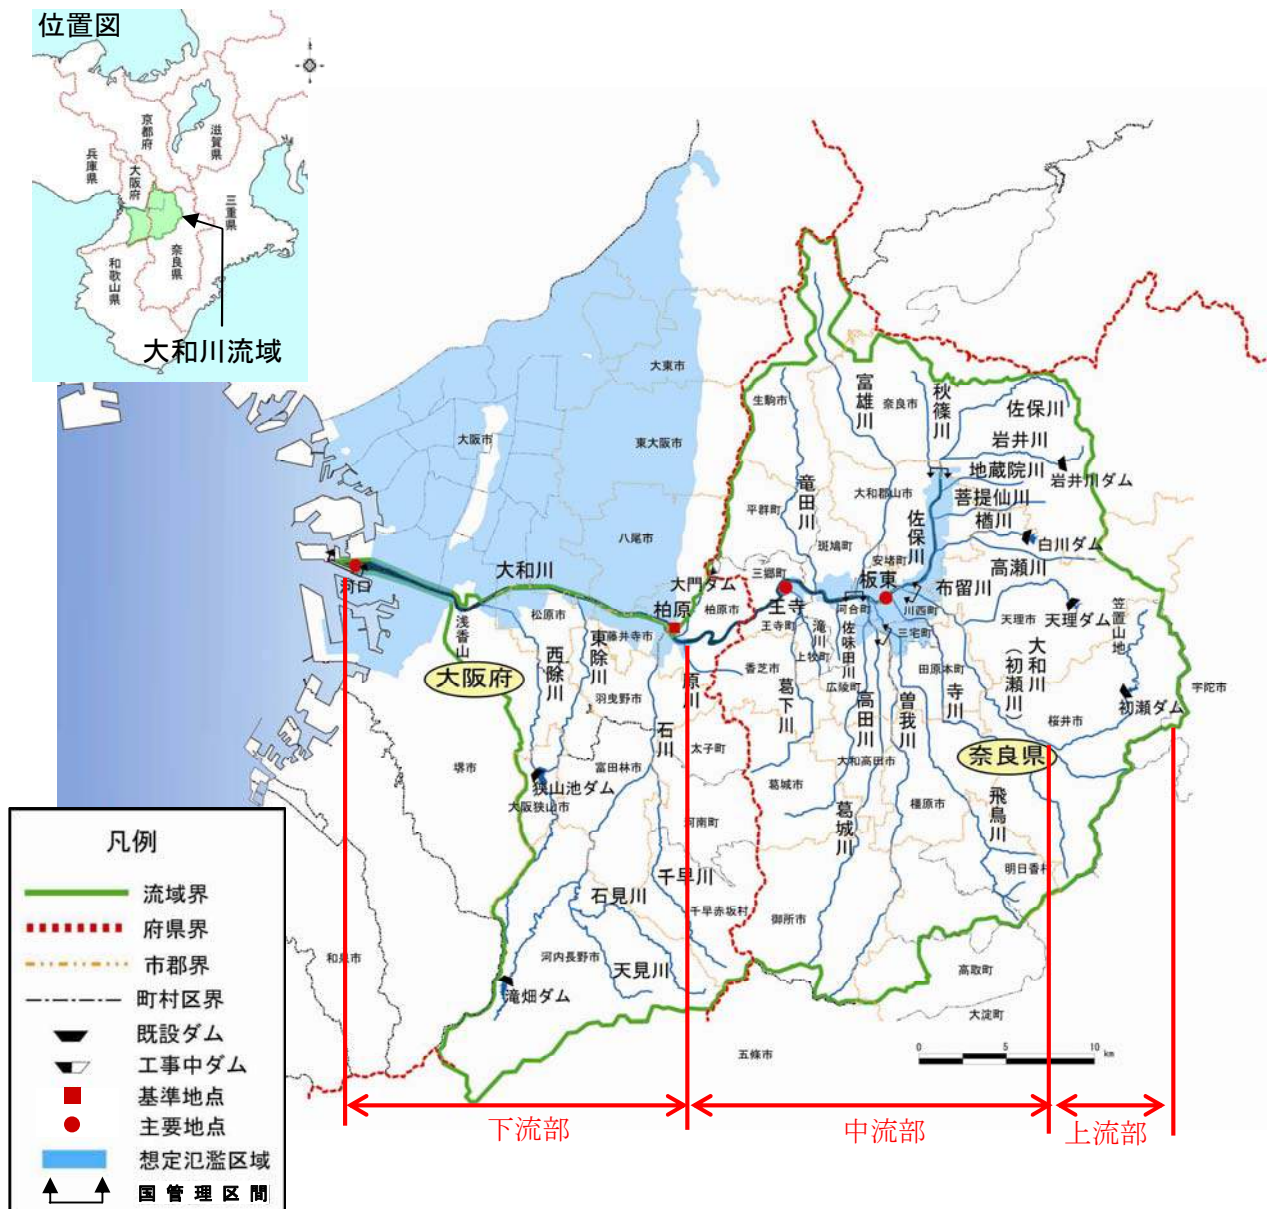 位置図
京都府
滋賀県
兵庫県
大阪府
三重県
奈良県
和歌山県
大和川流域
大東市
生駒市
富雄川
奈良市
秋篠川
佐保川
岩井川
大阪市
東大阪市
地蔵院川
岩井川ダム
竜田川
大和郡山市
菩提仙川
平群町
佐保川
楢川
八尾市
斑鳩町
白川ダム
安堵町
高瀬川
大和川
大門ダム
三郷町
板東
布留川
河口
柏原
柏原市
王寺
河合町
川西町
天理ダム
笠置山地
松原市
浅香山
藤井寺市
東除川
西除川
王寺町
滝川
佐味田川
三宅町
天理市
大和川
(初瀬川)
大阪府
上牧町
香芝市
原川
広陵町
田原本町
宇陀市
羽曳野市
葛下川
高田川
曽我川
寺川
初瀬ダム
石川
桜井市
太子町
奈良県
堺市
富田林市
大和高田市
狭山池ダム
大阪狭山市
葛城市
橿原市
飛鳥川
河南町
葛城川
千早川
明日香村
石見川
千早赤坂村
御所市
和泉市
河内長野市
天見川
高取町
滝畑ダム
大淀町
五條市
0 5 10
km
下流部
中流部
上流部
凡例
流域界
府県界
市郡界
町村区界
既設ダム
工事中ダム
基準地点
主要地点
想定氾濫区域
国管理区間